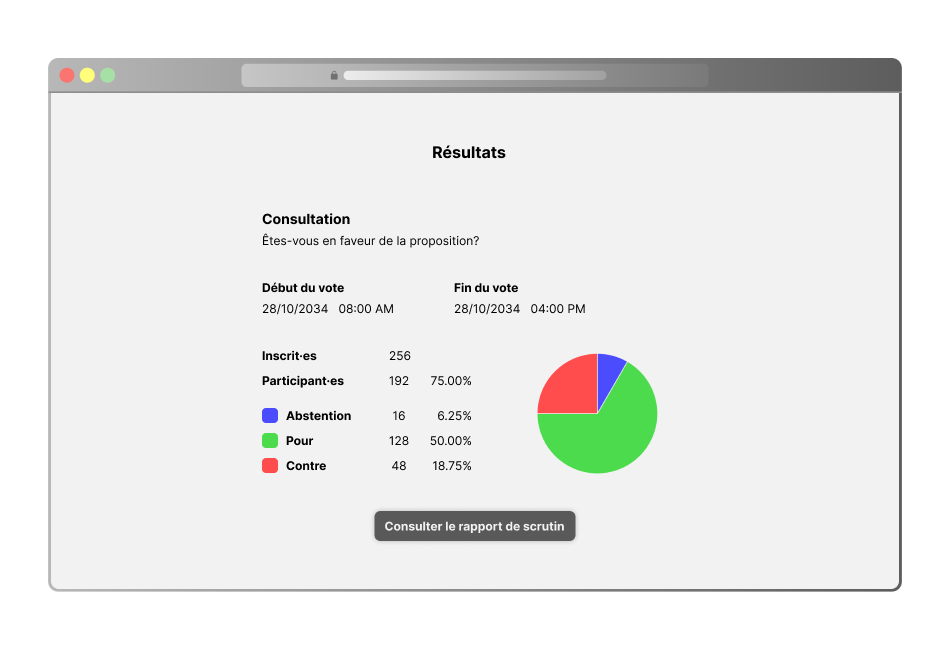 Résultats
Consultation
Êtes-vous en faveur de la proposition?
Début du vote Fin du vote
28/10/2034 08:00 AM 28/10/2034 04:00 PM
Inscrit·es 256
Participant·es 192 75.00%
Abstention 16 6.25%
Pour 128 50.00%
Contre 48 18.75%
Consulter le rapport de scrutin